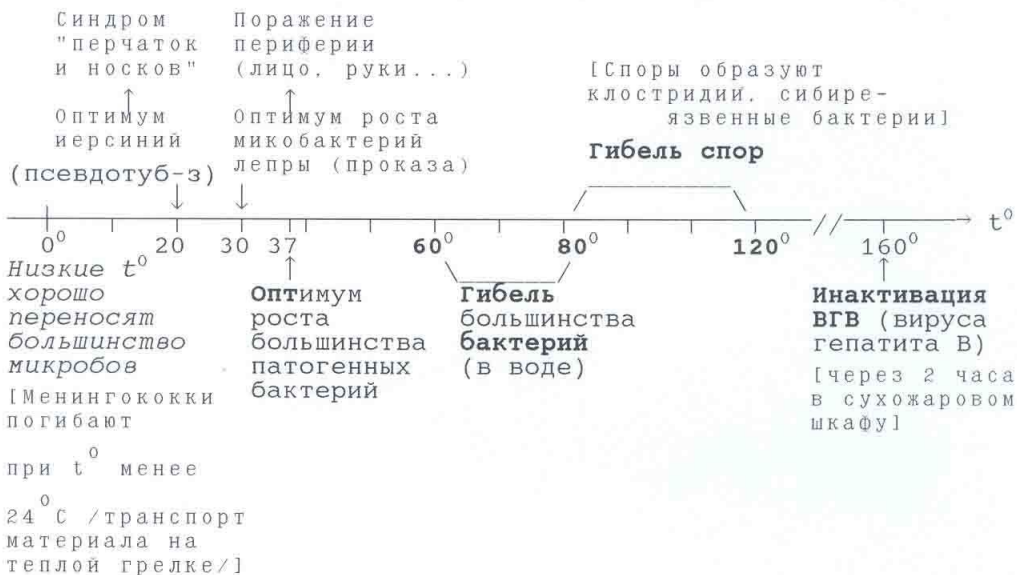 Синдром
"перчаток
и носков"
Поражение
периферии
(лицо, руки...)
Оптимум
иерсиний
(псевдотуб-з)
Оптимум роста
микобактерий
лепры (проказа)
[Споры образуют
клостридии, сибире-
язвенные бактерии]
Гибель спор
0⁰ 20 30 37 60⁰ 80⁰ 120⁰ 160⁰ t⁰
Низкие t⁰
хорошо
переносят
большинство
микробов
[Менингококки
погибают
при t⁰ менее
24⁰C /транспорт
материала на
теплой грелке/]
Оптимум
роста
большинства
патогенных
бактерий
Гибель
большинства
бактерий
(в воде)
Инактивация
ВГВ (вируса
гепатита В)
[через 2 часа
в сухожаровом
шкафу]